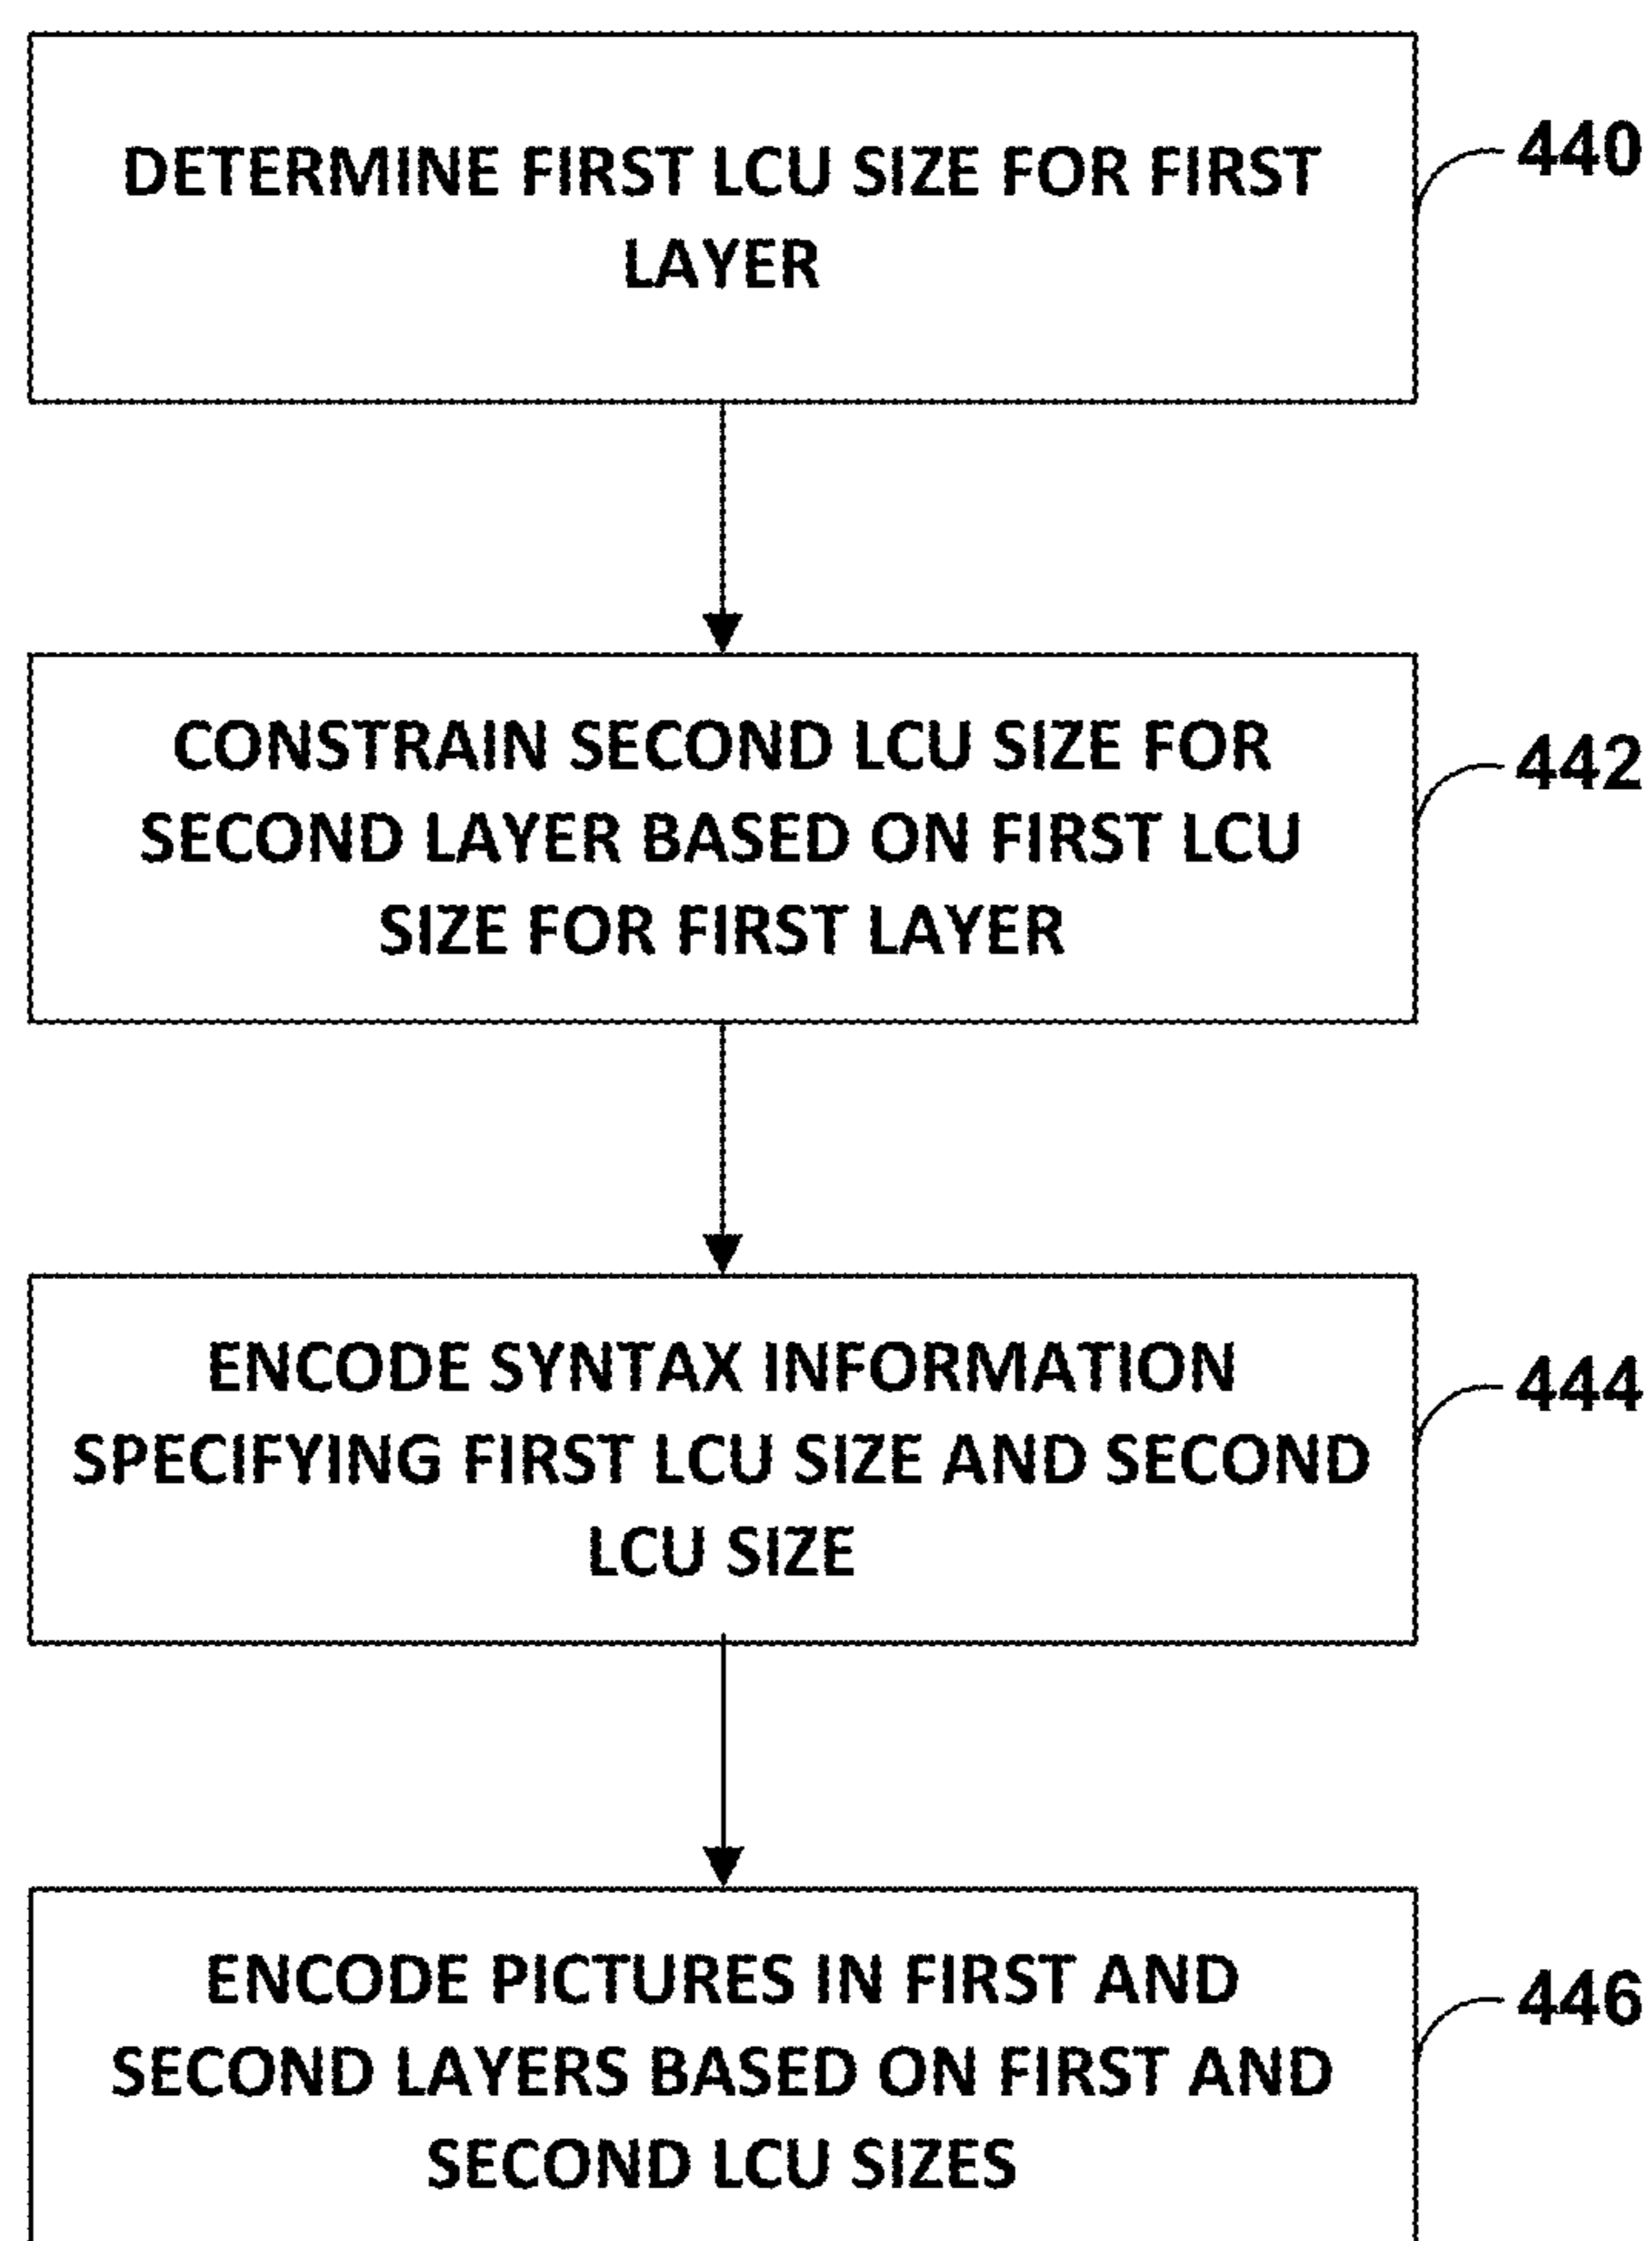 DETERMINE FIRST LCU SIZE FOR FIRST
LAYER
440
CONSTRAIN SECOND LCU SIZE FOR
SECOND LAYER BASED ON FIRST LCU
SIZE FOR FIRST LAYER
442
ENCODE SYNTAX INFORMATION
SPECIFYING FIRST LCU SIZE AND SECOND
LCU SIZE
444
ENCODE PICTURES IN FIRST AND
SECOND LAYERS BASED ON FIRST AND
SECOND LCU SIZES
446